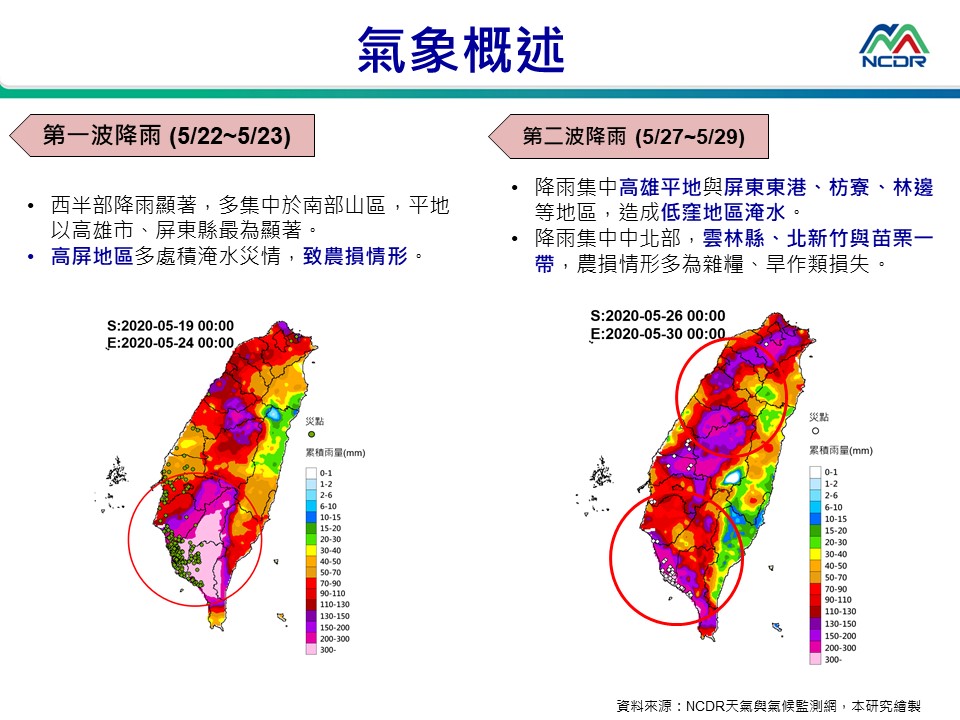 氣象概述
NCDR
第一波降雨 (5/22~5/23)
• 西半部降雨顯著，多集中於南部山區，平地
以高雄市、屏東縣最為顯著。
• 高屏地區多處積淹水災情，致農損情形。
S:2020-05-19 00:00
E:2020-05-24 00:00
災點
累積雨量(mm)
0-1
1-2
2-6
6-10
10-15
15-20
20-30
30-40
40-50
50-70
70-90
90-110
110-130
130-150
150-200
200-300
300-
第二波降雨 (5/27~5/29)
• 降雨集中高雄平地與屏東東港、枋寮、林邊
等地區，造成低窪地區淹水。
• 降雨集中中北部，雲林縣、北新竹與苗栗一
帶，農損情形多為雜糧、旱作類損失。
S:2020-05-26 00:00
E:2020-05-30 00:00
災點
累積雨量(mm)
0-1
1-2
2-6
6-10
10-15
15-20
20-30
30-40
40-50
50-70
70-90
90-110
110-130
130-150
150-200
200-300
300-
資料來源：NCDR天氣與氣候監測網，本研究繪製